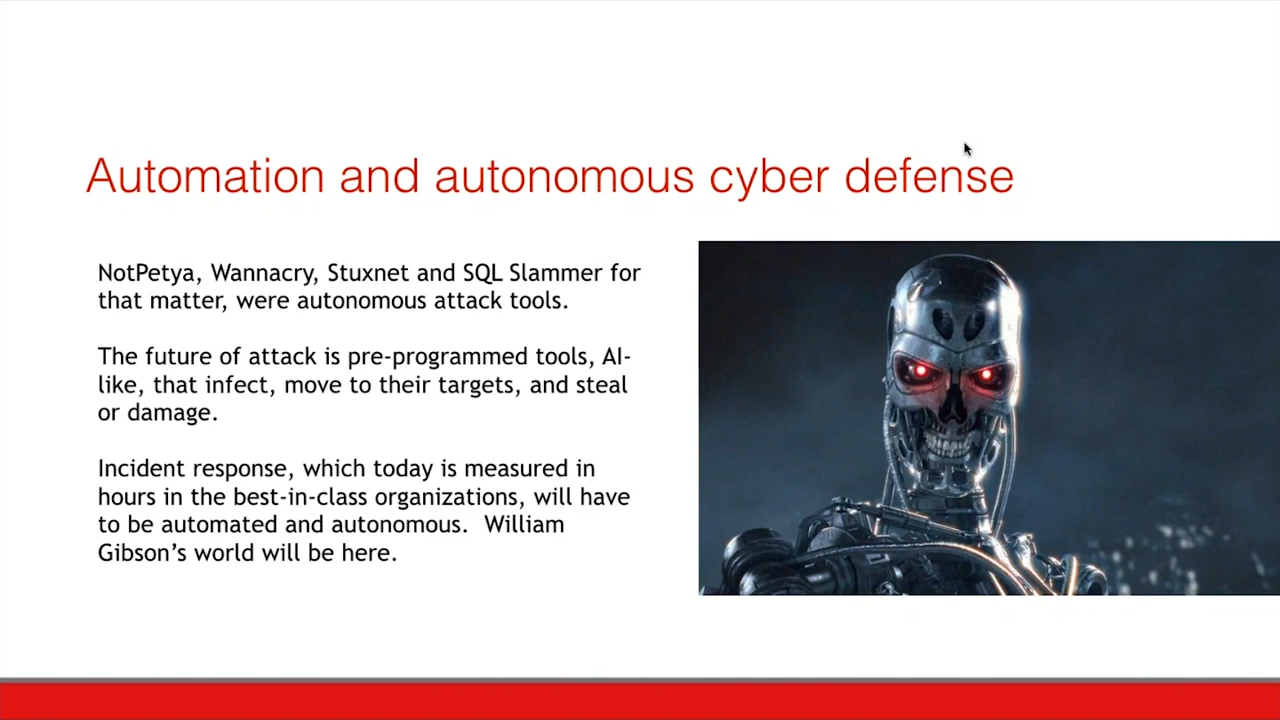 Automation and autonomous cyber defense
NotPetya, Wannacry, Stuxnet and SQL Slammer for
that matter, were autonomous attack tools.
The future of attack is pre-programmed tools, AI-
like, that infect, move to their targets, and steal
or damage.
Incident response, which today is measured in
hours in the best-in-class organizations, will have
to be automated and autonomous.  William
Gibson’s world will be here.